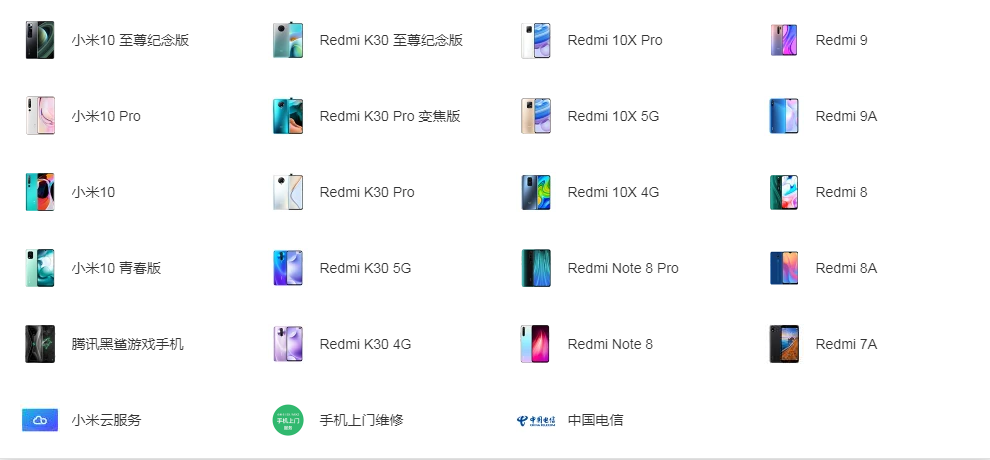 小米10 至尊纪念版
Redmi K30 至尊纪念版
Redmi 10X Pro
Redmi 9
小米10 Pro
Redmi K30 Pro 变焦版
Redmi 10X 5G
Redmi 9A
小米10
Redmi K30 Pro
Redmi 10X 4G
Redmi 8
小米10 青春版
Redmi K30 5G
Redmi Note 8 Pro
Redmi 8A
腾讯黑鲨游戏手机
Redmi K30 4G
Redmi Note 8
Redmi 7A
小米云服务
手机上门
服务
手机上门维修
中国电信
中国电信